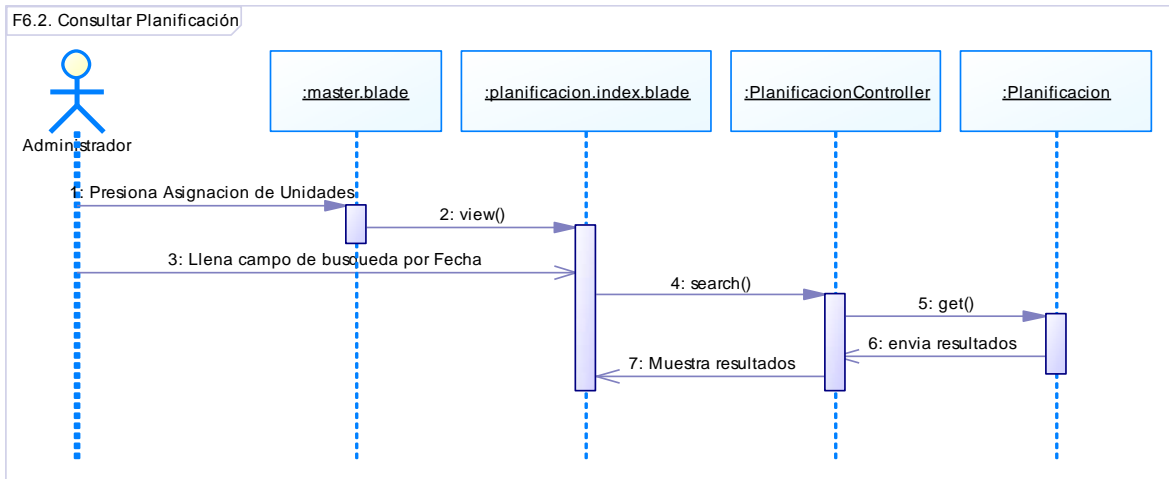 F6.2. Consultar Planificación
:master.blade
:planificacion.index.blade
:PlanificacionController
:Planificacion
Administrador
1: Presiona Asignacion de Unidades
2: view()
3: Llena campo de busqueda por Fecha
4: search()
5: get()
6: envia resultados
7: Muestra resultados